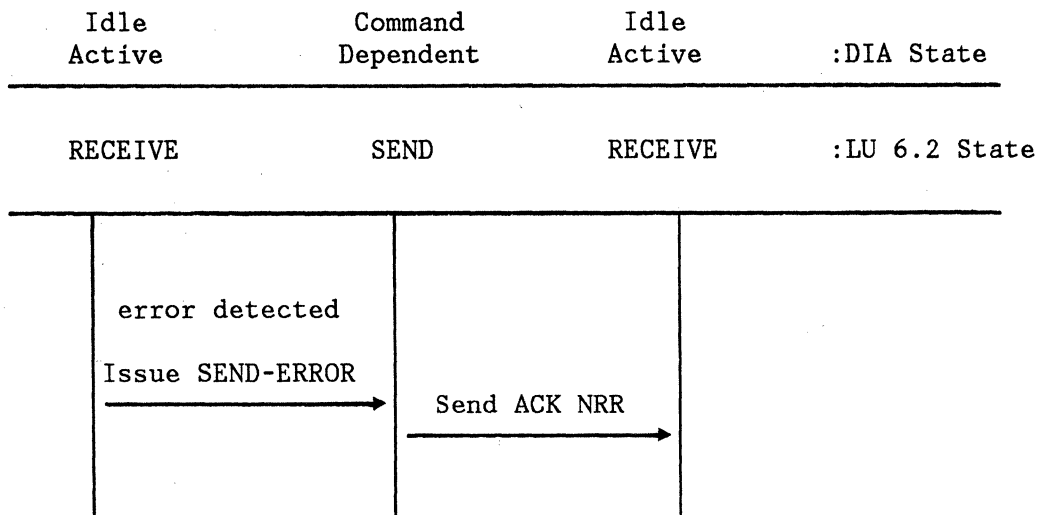 Idle Command Idle
Active Dependent Active :DIA State
RECEIVE SEND RECEIVE :LU 6.2 State
error detected
Issue SEND-ERROR
Send ACK NRR